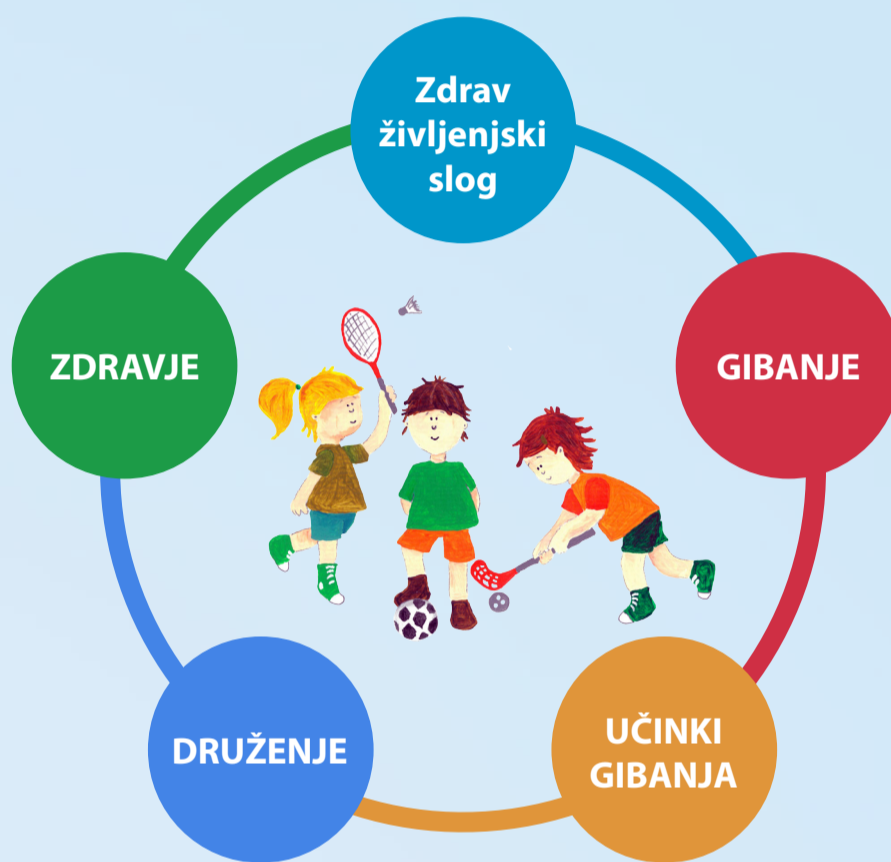 Zdrav
življenjski
slog
ZDRAVJE
GIBANJE
DRUŽENJE
UČINKI
GIBANJA